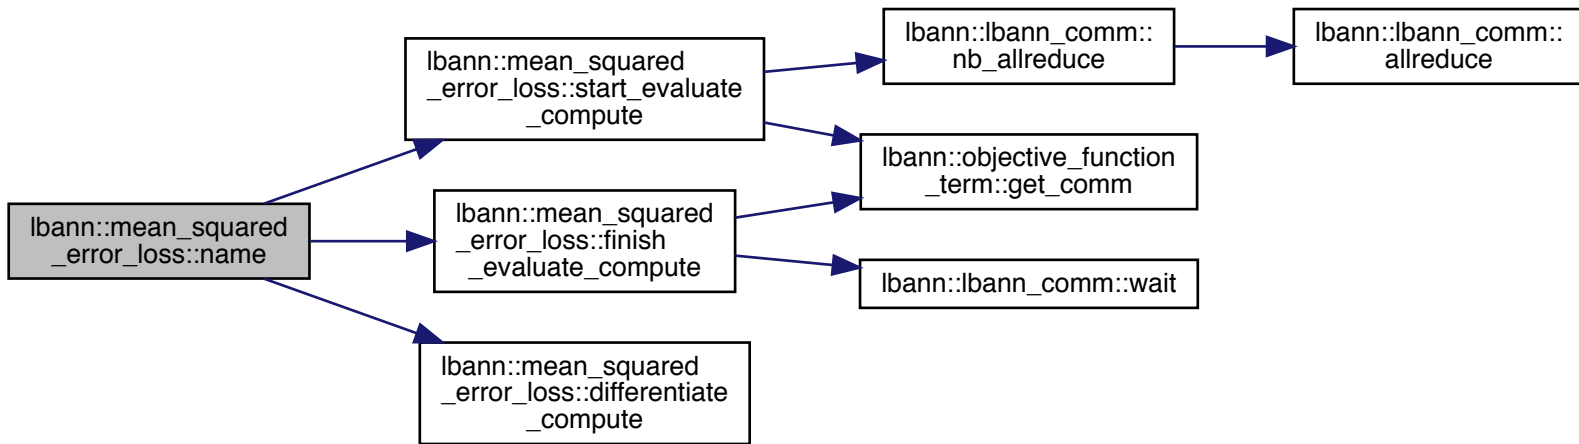 lbann::mean_squared
_error_loss::name
lbann::mean_squared
_error_loss::start_evaluate
_compute
lbann::mean_squared
_error_loss::finish
_evaluate_compute
lbann::mean_squared
_error_loss::differentiate
_compute
lbann::lbann_comm::
nb_allreduce
lbann::objective_function
_term::get_comm
lbann::lbann_comm::wait
lbann::lbann_comm::
allreduce